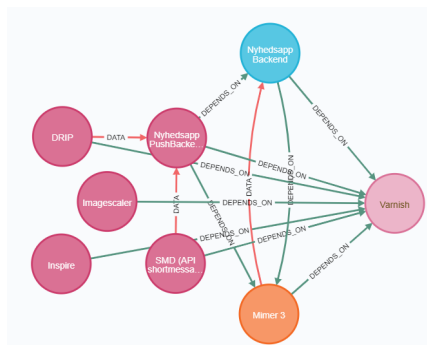 Nyhedsapp
Backend
DEPENDS_ON
DEPENDS_ON
DRIP
DATA
Nyhedsapp
PushBacke...
DEPENDS_ON
DEPENDS_ON
DEPENDS_ON
DATA
Imagescaler
DEPENDS_ON
DATA
DEPENDS_ON
Varnish
DEPENDS_ON
DEPENDS_ON
Inspire
SMD (API
shortmessa...
DEPENDS_ON
Mimer 3